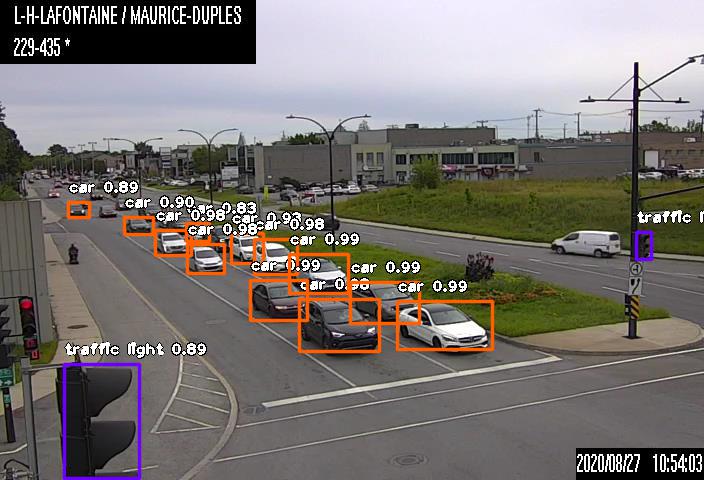 L-H-LAFONTAINE / MAURICE-DUPLES
229-435 *
car 0.89
car 0.90
car 0.98
car 0.83
car 0.98
car 0.93
car 0.98
car 0.99
car 0.99
car 0.99
car 0.98
car 0.99
traffic l
traffic light 0.89
2020/08/27 10:54:03